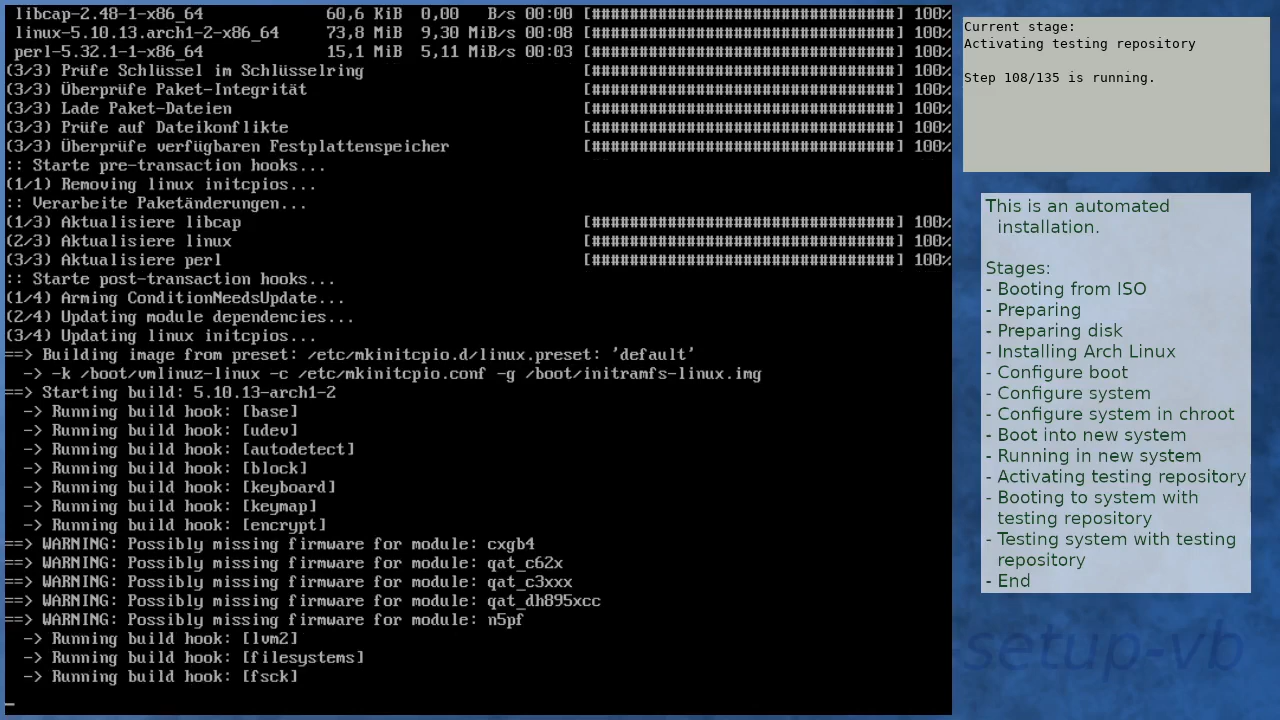 libcap-2.48-1-x86_64 60,6 KiB 0,00 B/s 00:00 [################################] 100%
linux-5.10.13.arch1-2-x86_64 73,8 MiB 9,30 MiB/s 00:08 [################################] 100%
perl-5.32.1-1-x86_64 15,1 MiB 5,11 MiB/s 00:03 [################################] 100%
(3/3) Prüfe Schlüssel im Schlüsselring [################################] 100%
(3/3) Überprüfe Paket-Integrität [################################] 100%
(3/3) Lade Paket-Dateien [################################] 100%
(3/3) Prüfe auf Dateikonflikte [################################] 100%
(3/3) Überprüfe verfügbaren Festplattenspeicher [################################] 100%
:: Starte pre-transaction hooks...
(1/1) Removing linux initcpios...
:: Verarbeite Paketänderungen...
(1/3) Aktualisiere libcap [################################] 100%
(2/3) Aktualisiere linux [################################] 100%
(3/3) Aktualisiere perl [################################] 100%
:: Starte post-transaction hooks...
(1/4) Arming ConditionNeedsUpdate...
(2/4) Updating module dependencies...
(3/4) Updating linux initcpios...
==> Building image from preset: /etc/mkinitcpio.d/linux.preset: 'default'
-> -k /boot/vmlinuz-linux -c /etc/mkinitcpio.conf -g /boot/initramfs-linux.img
==> Starting build: 5.10.13-arch1-2
-> Running build hook: [base]
-> Running build hook: [udev]
-> Running build hook: [autodetect]
-> Running build hook: [block]
-> Running build hook: [keyboard]
-> Running build hook: [keymap]
-> Running build hook: [encrypt]
==> WARNING: Possibly missing firmware for module: cxgb4
==> WARNING: Possibly missing firmware for module: qat_c62x
==> WARNING: Possibly missing firmware for module: qat_c3xxx
==> WARNING: Possibly missing firmware for module: qat_dh895xcc
==> WARNING: Possibly missing firmware for module: n5pf
-> Running build hook: [lvm2]
-> Running build hook: [filesystems]
-> Running build hook: [fsck]
_
Current stage:
Activating testing repository
Step 108/135 is running.
This is an automated
installation.
Stages:
- Booting from ISO
- Preparing
- Preparing disk
- Installing Arch Linux
- Configure boot
- Configure system
- Configure system in chroot
- Boot into new system
- Running in new system
- Activating testing repository
- Booting to system with
testing repository
- Testing system with testing
repository
- End
setup-vb